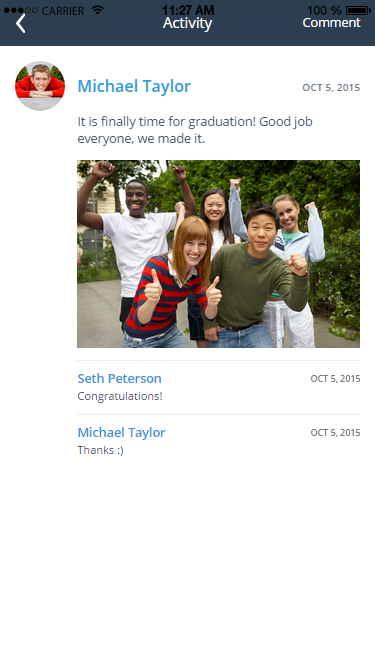 CARRIER 11:27 AM 100 %
Activity Comment
Michael Taylor OCT 5, 2015
It is finally time for graduation! Good job
everyone, we made it.
Seth Peterson OCT 5, 2015
Congratulations!
Michael Taylor OCT 5, 2015
Thanks :)